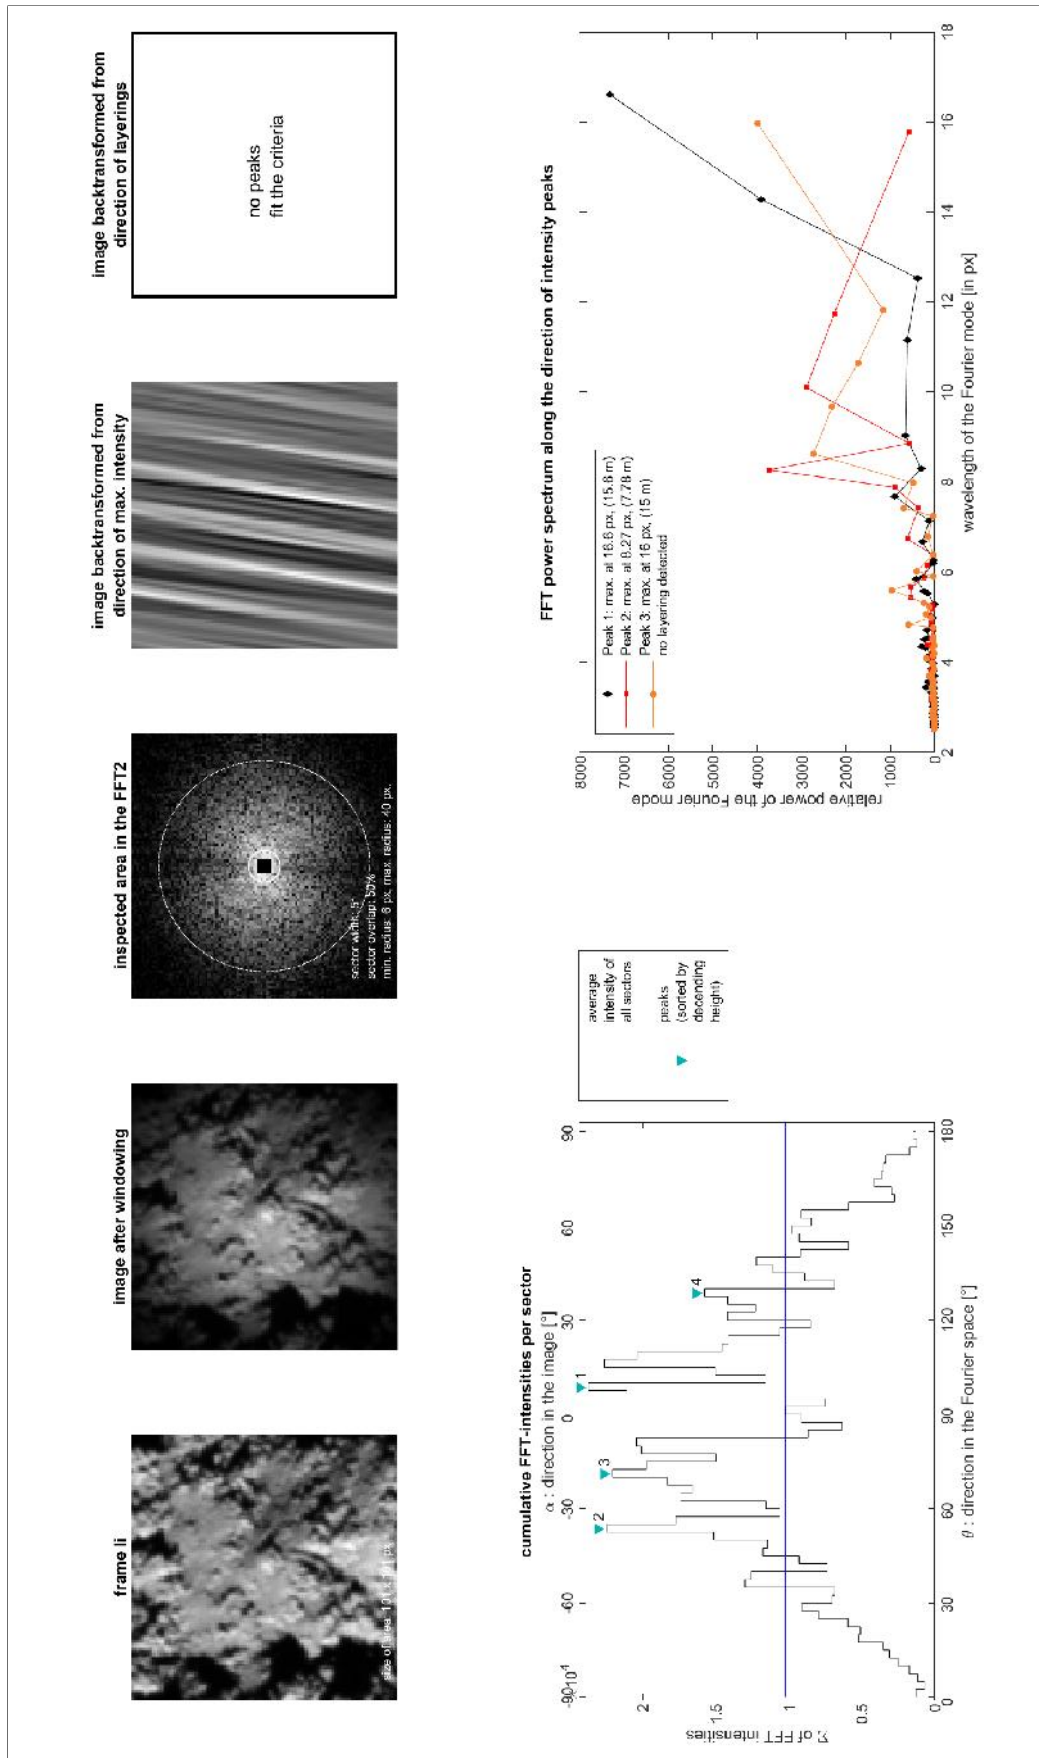 frame Ii
size of area: 101 x 101 px
image after windowing
inspected area in the FFT2
sector width: 5°
sector overlap: 50%
min. radius: 6 px, max. radius: 40 px,
image backtransformed from
direction of max. intensity
image backtransformed from
direction of layerings
no peaks
fit the criteria
cumulative FFT-intensities per sector
α : direction in the image [°]
-90 -60 -30 0 30 60 90
Σ of FFT intensities
0 0.5 1 1.5 2
1 2 3 4
0 30 60 90 120 150 180
θ : direction in the Fourier space [°]
average
intensity of
all sectors
peaks
(sorted by
decending
height)
FFT power spectrum along the direction of intensity peaks
Peak 1: max. at 16.6 px, (15.6 m)
Peak 2: max. at 8.27 px, (7.78 m)
Peak 3: max. at 16 px, (15 m)
no layering detected
relative power of the Fourier mode
0 1000 2000 3000 4000 5000 6000 7000 8000
2 4 6 8 10 12 14 16 18
wavelength of the Fourier mode [in px]